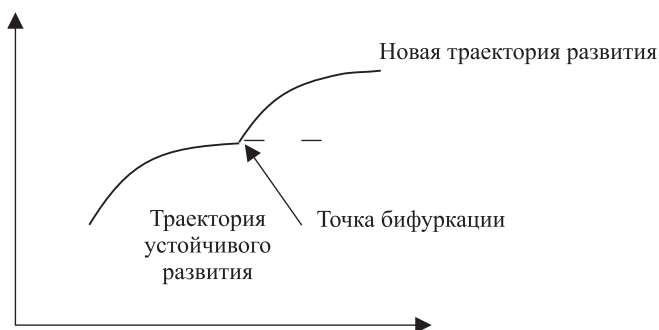 Новая траектория развития
Траектория
устойчивого
развития
Точка бифуркации